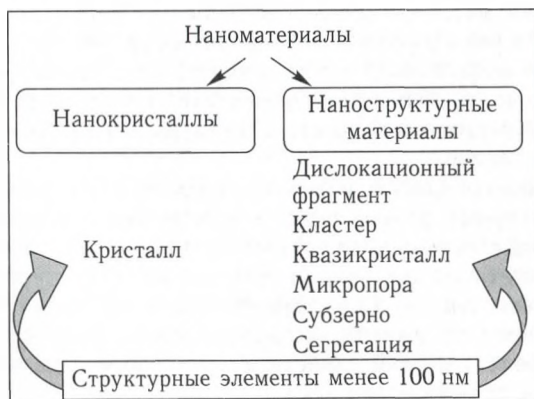 Наноматериалы
Нанокристаллы
Наноструктурные
материалы
Дислокационный
фрагмент
Кластер
Кристалл
Квазикристалл
Микропора
Субзерно
Сегрегация
Структурные элементы менее 100 нм